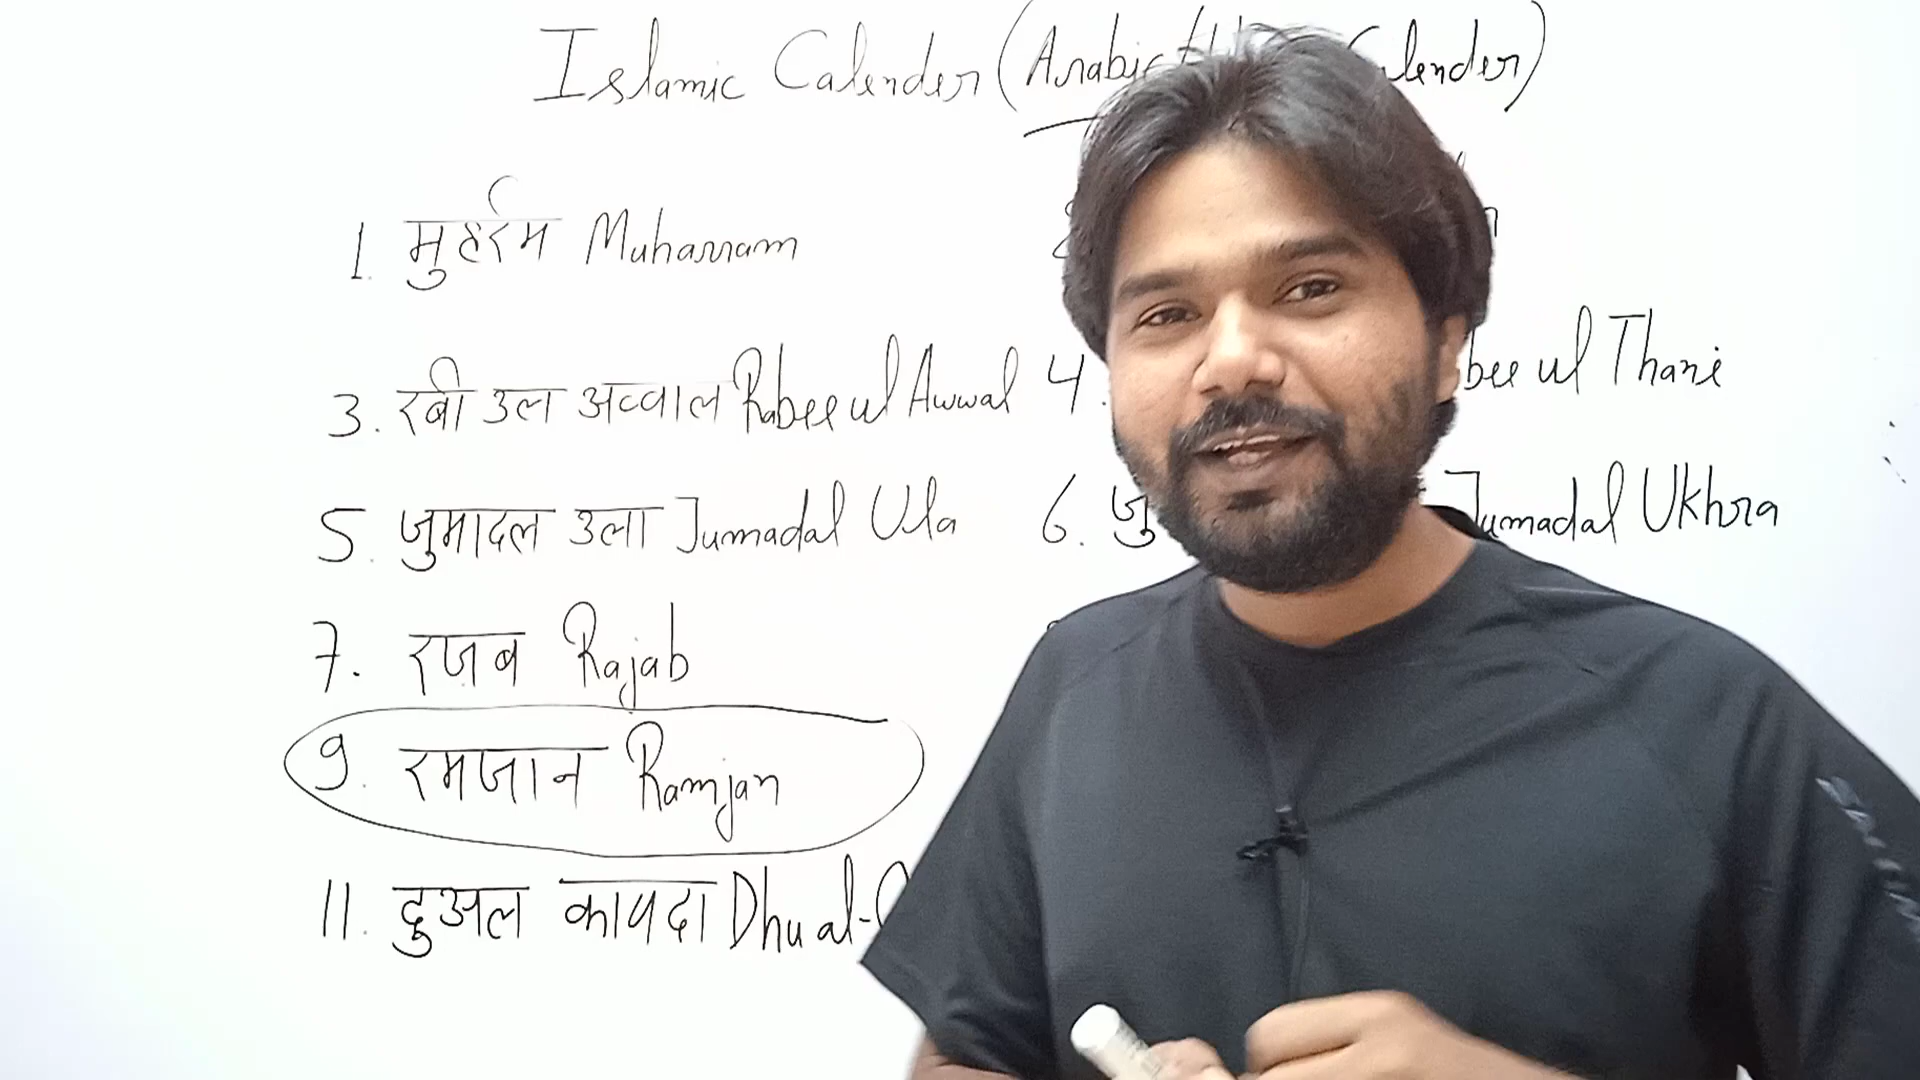 Islamic Calender (Arabic Calender)
1. मुहर्रम Muharram
3. रबी उल अव्वाल Rabee ul Awwal 4.
bee ul Thani
5. जुमादल उला Jumadal Ula 6. जु
Jumadal Ukhra
7. रजब Rajab
9. रमजान Ramjan
11. दुअल कायदा Dhu al-